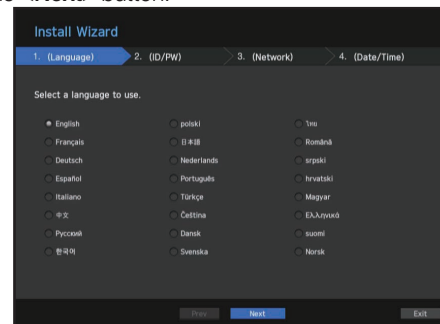 Install Wizard
1. (Language) 2. (ID/PW) 3. (Network) 4. (Date/Time)
Select a language to use.
English polski ไทย
Français 日本語 Română
Deutsch Nederlands srpski
Español Português hrvatski
Italiano Türkçe Magyar
中文 Čeština Ελληνικά
Русский Dansk suomi
한국어 Svenska Norsk
Prev Next Exit